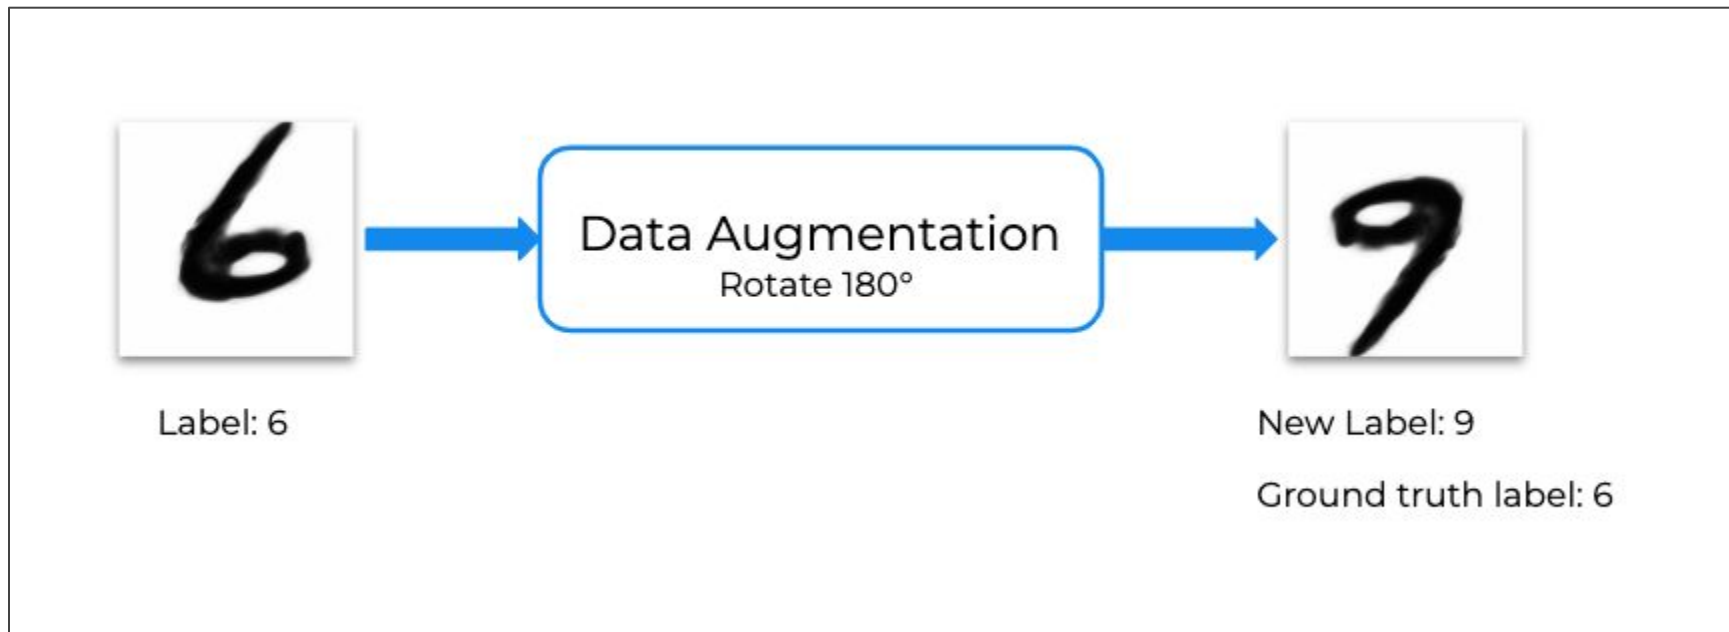 6
Data Augmentation
Rotate 180°
9
Label: 6
New Label: 9
Ground truth label: 6